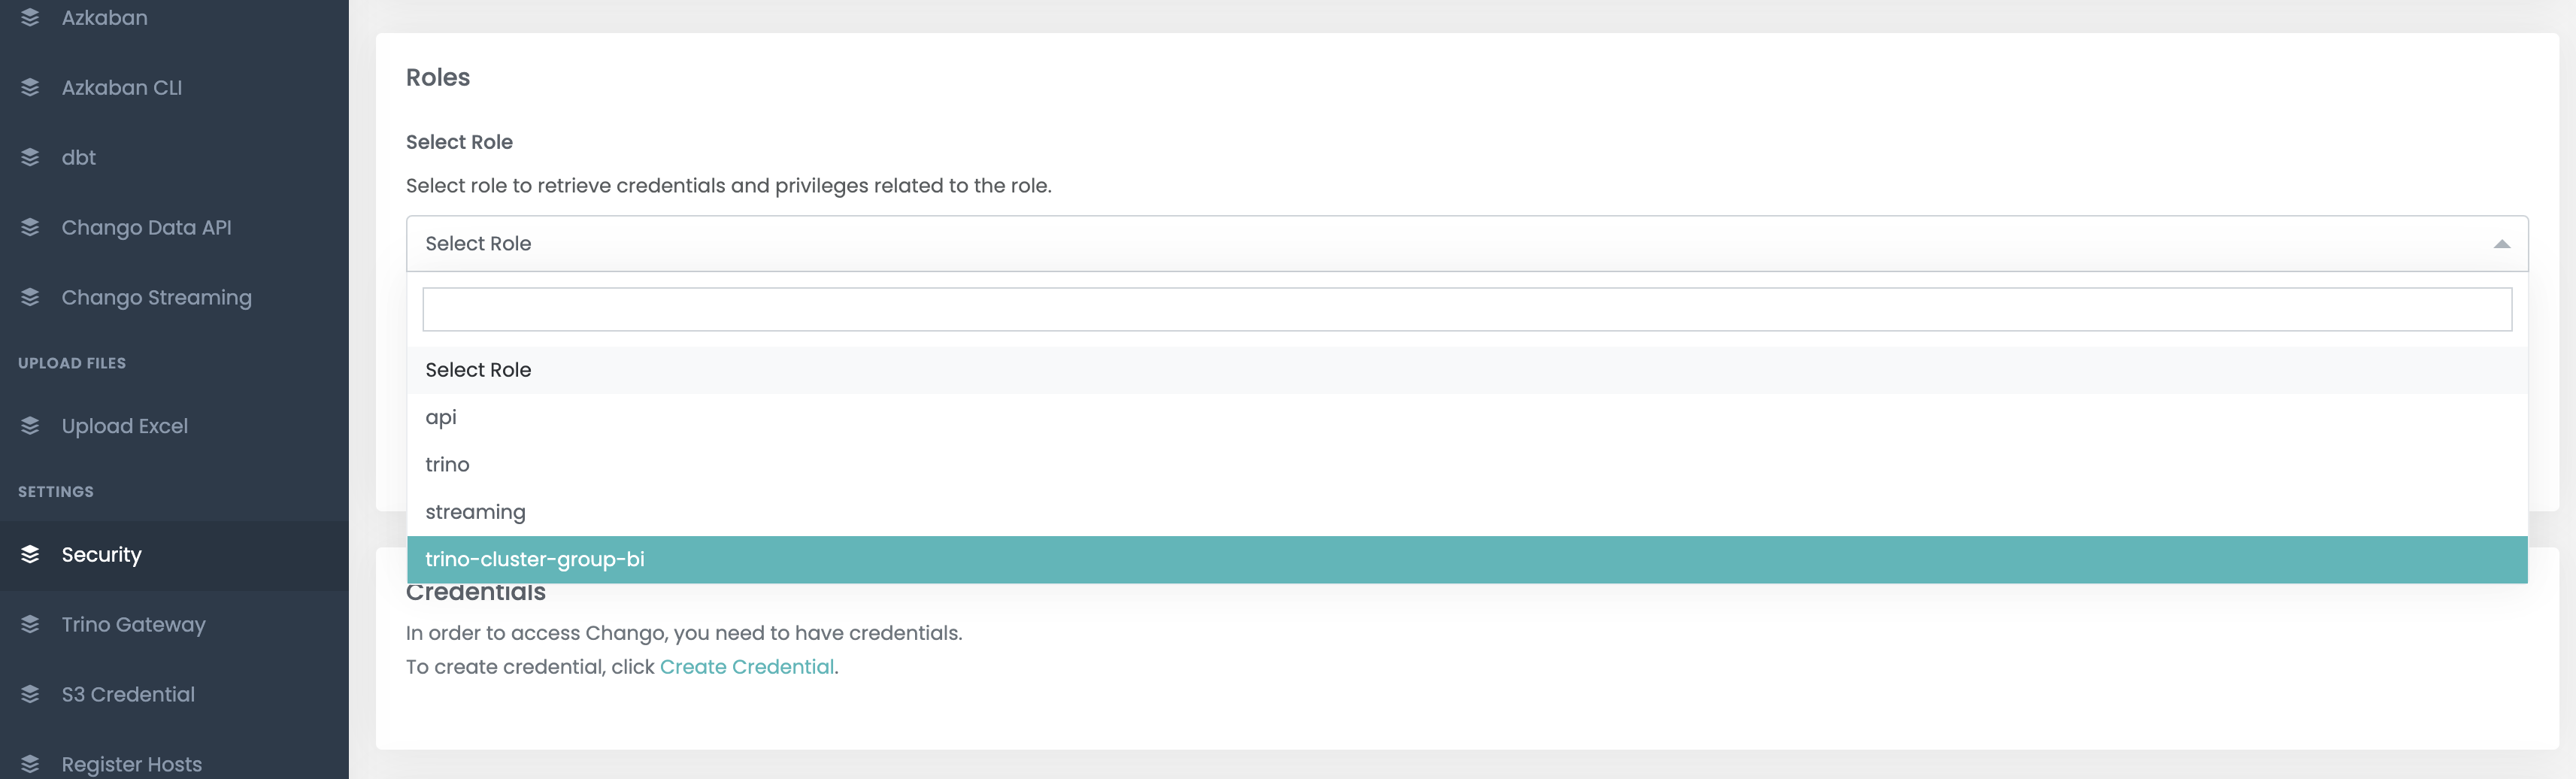 Azkaban
Azkaban CLI
dbt
Chango Data API
Chango Streaming
UPLOAD FILES
Upload Excel
SETTINGS
Security
Trino Gateway
S3 Credential
Register Hosts
Roles
Select Role
Select role to retrieve credentials and privileges related to the role.
Select Role
Select Role
api
trino
streaming
trino-cluster-group-bi
Credentials
In order to access Chango, you need to have credentials.
To create credential, click Create Credential.